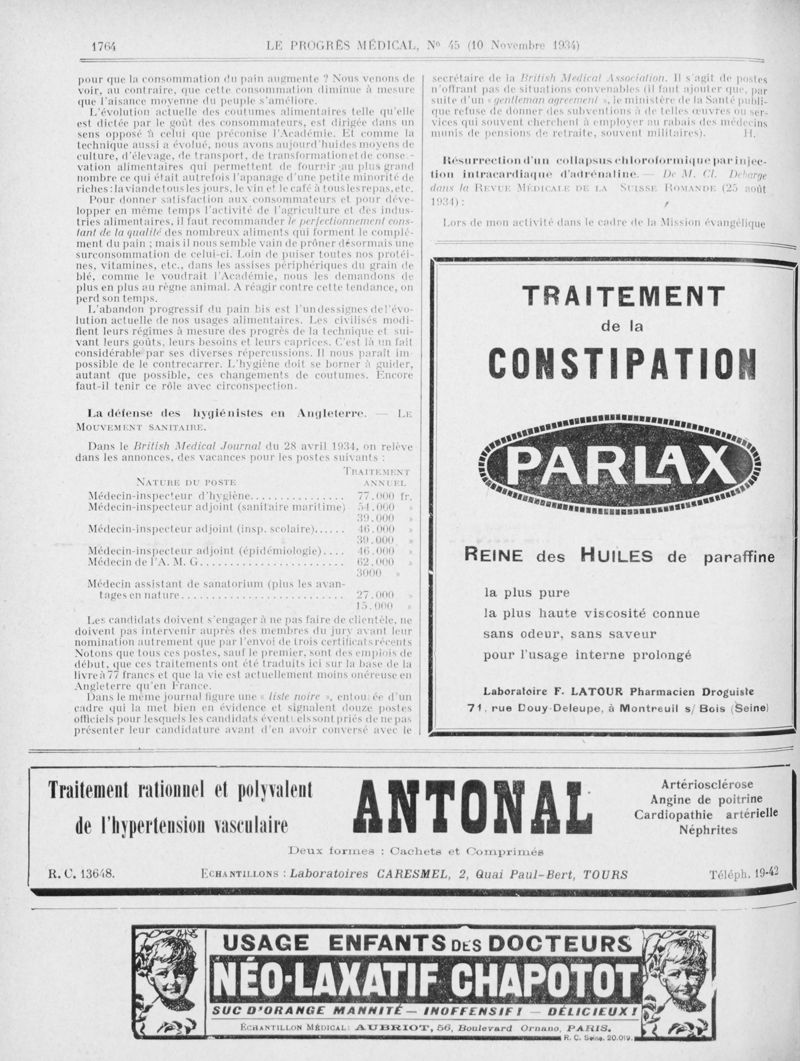 1764
LE PROGRÈS MÉDICAL, N° 45 (10 Novembre 1934)
pour que la consommation du pain augmente ? Nous venons de
voir, au contraire, que cette consommation diminue à mesure
que l'aisance moyenne du peuple s'améliore.
L'évolution actuelle des coutumes alimentaires telle qu'elle
est dictée par le goût des consommateurs, est dirigée dans un
sens opposé à celui que préconise l'Académie. Et comme la
technique aussi a évolué, nous avons aujourd'hui des moyens de
culture, d'élevage, de transport, de transformation et de conser-
vation alimentaires qui permettent de fournir au plus grand
nombre ce qui était autrefois l'apanage d'une petite minorité de
riches : la viande tous les jours, le vin et le café à tous les repas, etc.
Pour donner satisfaction aux consommateurs et pour déve-
lopper en même temps l'activité de l'agriculture et des indus-
tries alimentaires, il faut recommander le perfectionnement cons-
tant de la qualité des nombreux aliments qui forment le complé-
ment du pain ; mais il nous semble vain de prôner désormais une
surconsommation de celui-ci. Loin de puiser toutes nos protéi-
nes, vitamines, etc., dans les assises périphériques du grain de
blé, comme le voudrait l'Académie, nous les demandons de
plus en plus au règne animal. A réagir contre cette tendance, on
perd son temps.
L'abandon progressif du pain bis est l'un des signes de l'évo-
lution actuelle de nos usages alimentaires. Les civilisés modi-
fient leurs régimes à mesure des progrès de la technique et sui-
vant leurs goûts, leurs besoins et leurs caprices. C'est là un fait
considérable par ses diverses répercussions. Il nous paraît im-
possible de le contrecarrer. L'hygiène doit se borner à guider,
autant que possible, ces changements de coutumes. Encore
faut-il tenir ce rôle avec circonspection.
La défense des hygiénistes en Angleterre. — LE
MOUVEMENT SANITAIRE.
Dans le British Medical Journal du 28 avril 1934, on relève
dans les annonces, des vacances pour les postes suivants :
TRAITEMENT
NATURE DU POSTE ANNUEL
Médecin-inspecteur d'hygiène............... 77.000 fr.
Médecin-inspecteur adjoint (sanitaire maritime) 54.000 »
39.000 »
Médecin-inspecteur adjoint (insp. scolaire)...... 46.000 »
39.000 »
Médecin-inspecteur adjoint (épidémiologie).... 46.000 »
Médecin de l'A. M. G....................... 62.000 »
3000 »
Médecin assistant de sanatorium (plus les avan-
tages en nature.......................... 27.000 »
15.000 »
Les candidats doivent s'engager à ne pas faire de clientèle, ne
doivent pas intervenir auprès des membres du jury avant leur
nomination autrement que par l'envoi de trois certificats récents
Notons que tous ces postes, sauf le premier, sont des emplois de
début, que ces traitements ont été traduits ici sur la base de la
livre à 77 francs et que la vie est actuellement moins onéreuse en
Angleterre qu'en France.
Dans le même journal figure une « liste noire », entourée d'un
cadre qui la met bien en évidence et signalent douze postes
officiels pour lesquels les candidats éventuels sont priés de ne pas
présenter leur candidature avant d'en avoir conversé avec le
secrétaire de la British Medical Association. Il s'agit de postes
n'offrant pas de situations convenables (il faut ajouter que, par
suite d'un « gentleman agreement », le ministère de la Santé publi-
que refuse de donner des subventions à de telles œuvres ou ser-
vices qui souvent cherchent à employer au rabais des médecins
munis de pensions de retraite, souvent militaires). H.
Résurrection d'un collapsus chloroformique par injec-
tion intracardiaque d'adrénaline. — De M. Cl. Debarge
dans la REVUE MÉDICALE DE LA SUISSE ROMANDE (25 août
1934) :
Lors de mon activité dans le cadre de la Mission évangélique
TRAITEMENT
de la
CONSTIPATION
PARLAX
REINE des HUILES de paraffine
la plus pure
la plus haute viscosité connue
sans odeur, sans saveur
pour l'usage interne prolongé
Laboratoire F. LATOUR Pharmacien Droguiste
71, rue Douy-Deleupe, à Montreuil s/ Bois (Seine)
Traitement rationnel et polyvalent
de l'hypertension vasculaire
ANTONAL
Artériosclérose
Angine de poitrine
Cardiopathie artérielle
Néphrites
Deux formes : Cachets et Comprimés
R. C. 13648. ECHANTILLONS : Laboratoires CARESMEL, 2, Quai Paul-Bert, TOURS Téléph. 19-42
USAGE ENFANTS DES DOCTEURS
NÉO-LAXATIF CHAPOTOT
SUC D'ORANGE MANNITÉ — INOFFENSIF! — DÉLICIEUX!
ÉCHANTILLON MÉDICAL: AUBRIOT, 56, Boulevard Ornano, PARIS.
R. C. Seine, 20.019.